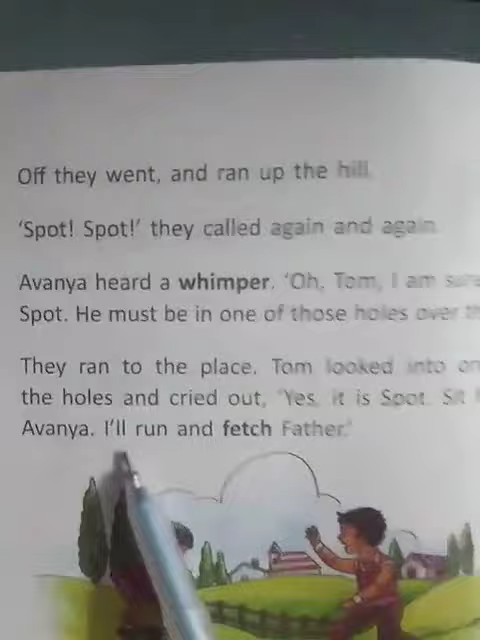 Off they went, and ran up the hill.
'Spot! Spot!' they called again and again.
Avanya heard a whimper. 'Oh, Tom, I am sure
Spot. He must be in one of those holes over
They ran to the place. Tom looked into
the holes and cried out, 'Yes, it is Spot. Sit
Avanya. I'll run and fetch Father.'